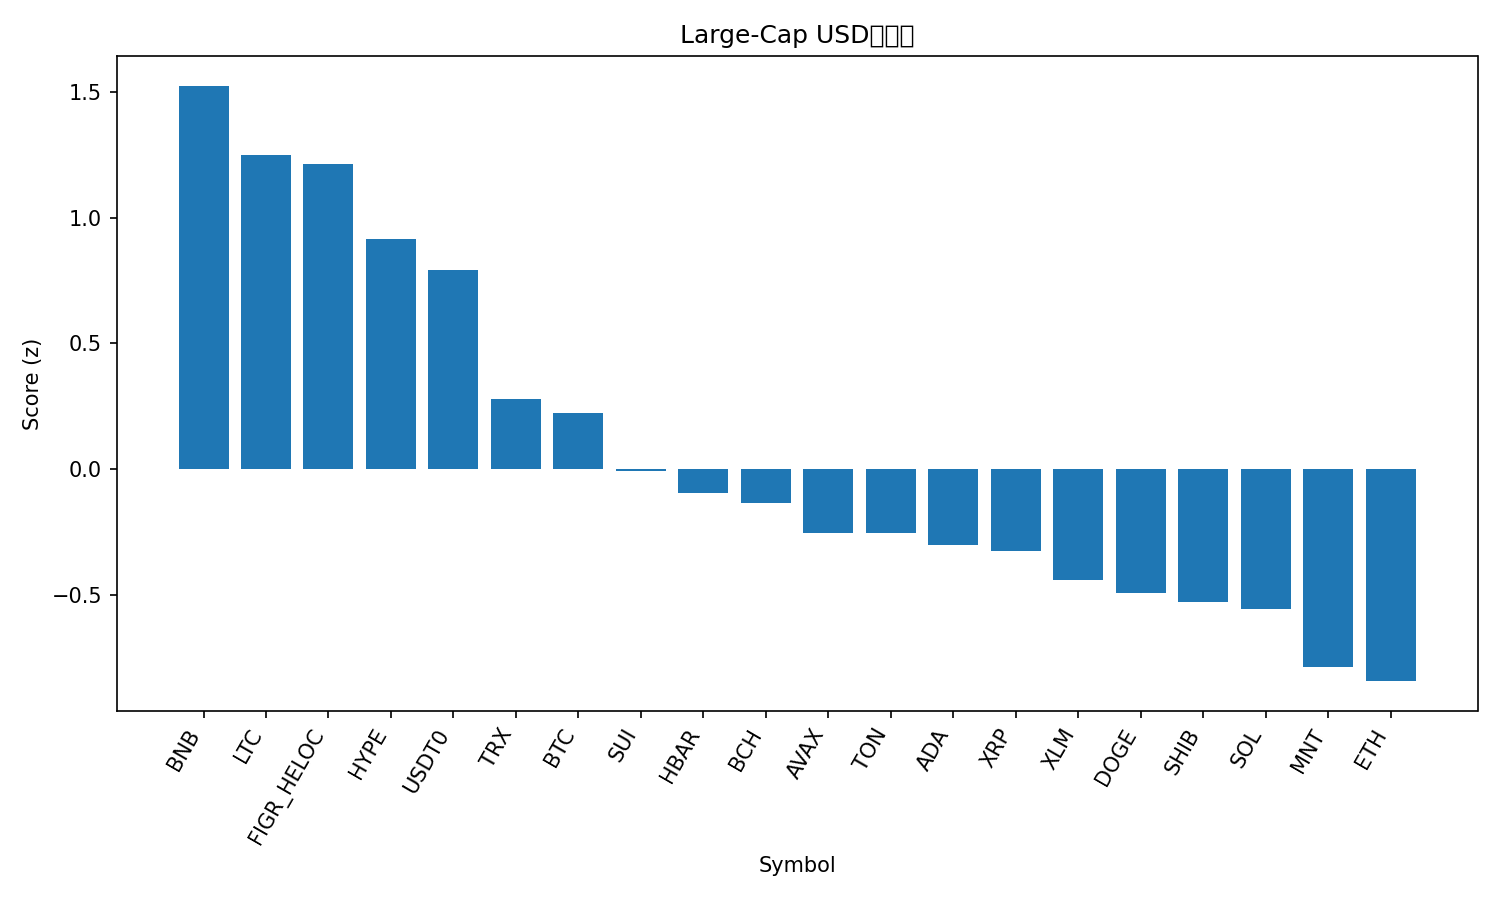 Large-Cap USD
Score (z)
1.5
1.0
0.5
0.0
−0.5
BNB
LTC
FIGR_HELOC
HYPE
USDT0
TRX
BTC
SUI
HBAR
BCH
AVAX
TON
ADA
XRP
XLM
DOGE
SHIB
SOL
MNT
ETH
Symbol